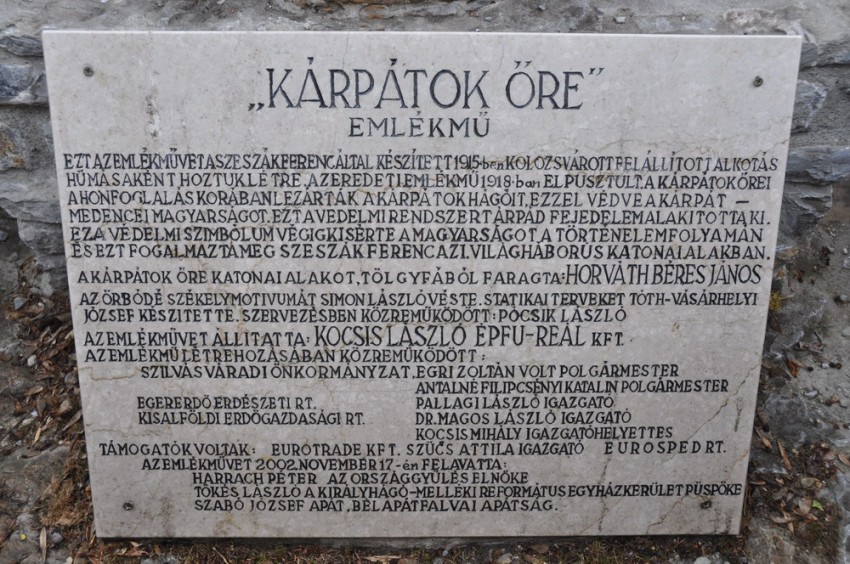 „KÁRPÁTOK ŐRE”
EMLÉKMŰ
EZT AZ EMLÉKMŰVET A SZESZÁK FERENC ÁLTAL KÉSZÍTETT 1915-ben KOLOZSVÁROTT FELÁLLÍTOTT ALKOTÁS
HŰ MÁSAKÉNT HOZTUK LÉTRE. AZ EREDETI EMLÉKMŰ 1918-ban ELPUSZTULT. A KÁRPÁTOK ŐREI
A HONFOGLALÁS KORÁBAN LEZÁRTÁK A KÁRPÁTOK HÁGÓIT, EZZEL VÉDVE A KÁRPÁT-
MEDENCEI MAGYARSÁGOT. EZT A VÉDELMI RENDSZERT ÁRPÁD FEJEDELEM ALAKÍTOTTA KI.
EZ A VÉDELMI SZIMBÓLUM VÉGIGKISÉRTE A MAGYARSÁGOT A TÖRTÉNELEM FOLYAMÁN
ÉS EZT FOGALMAZTA MEG SZESZÁK FERENC AZ I. VILÁGHÁBORÚS KATONAI ALAKBAN.
A KÁRPÁTOK ŐRE KATONAI ALAKOT, TÖLGYFÁBÓL FARAGTA: HORVÁTH BÉRES JÁNOS
AZ ŐRBÓDÉ SZÉKELYMOTIVUMÁT SIMON LÁSZLÓ VÉSTE. STATIKAI TERVEKET TÓTH-VÁSÁRHELYI
JÓZSEF KÉSZITETTE. SZERVEZÉSBEN KÖZREMŰKÖDÖTT: PÓCSIK LÁSZLÓ
AZ EMLÉKMŰVET ÁLLITATTA: KOCSIS LÁSZLÓ ÉPFU-REÁL KFT.
AZ EMLÉKMŰ LÉTREHOZÁSÁBAN KÖZREMŰKÖDÖTT:
SZILVÁSVÁRADI ÖNKORMÁNYZAT. EGRI ZOLTÁN VOLT POLGÁRMESTER
ANTALNÉ FILIPCSÉNYI KATALIN POLGÁRMESTER
EGERERDŐ ERDÉSZETI RT. PALLAGI LÁSZLÓ IGAZGATÓ
KISALFÖLDI ERDŐGAZDASÁGI RT. DR. MAGOS LÁSZLÓ IGAZGATÓ
KOCSIS MIHÁLY IGAZGATÓHELYETTES
TÁMOGATÓK VOLTAK: EUROTRADE KFT. SZŰCS ATTILA IGAZGATÓ EUROSPED RT.
AZ EMLÉKMŰVET 2002. NOVEMBER 17-én FELAVATTA:
HARRACH PÉTER AZ ORSZÁGGYŰLÉS ELNÖKE
TŐKÉS LÁSZLÓ A KIRÁLYHÁGÓ-MELLÉKI REFORMÁTUS EGYHÁZKERÜLET PÜSPÖKE
SZABÓ JÓZSEF APÁT, BÉLAPÁTFALVAI APÁTSÁG.